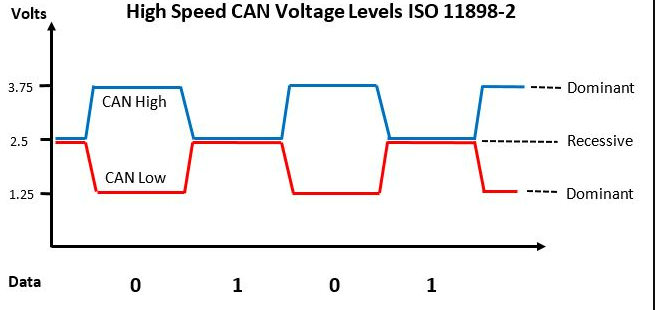 High Speed CAN Voltage Levels ISO 11898-2
Volts
3.75
CAN High
Dominant
2.5
Recessive
CAN Low
1.25
Dominant
Data
0 1 0 1